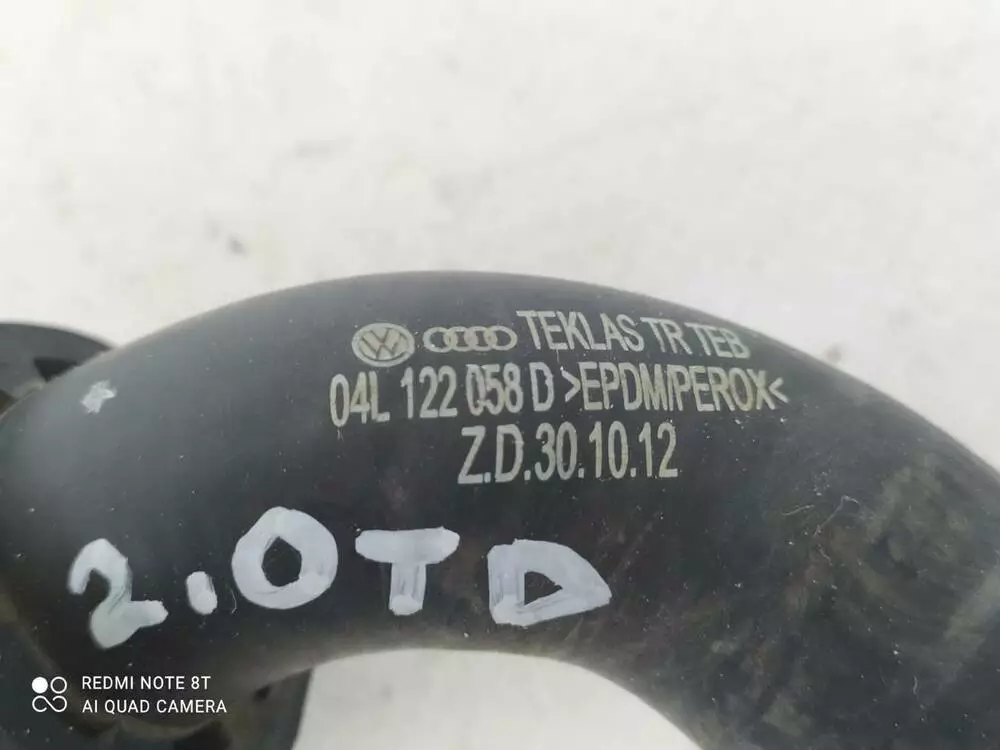 TEKLAS TR TEB
04L 122 058 D >EPDM/PEROX<
Z.D.30.10.12
2.0TD
REDMI NOTE 8T
AI QUAD CAMERA